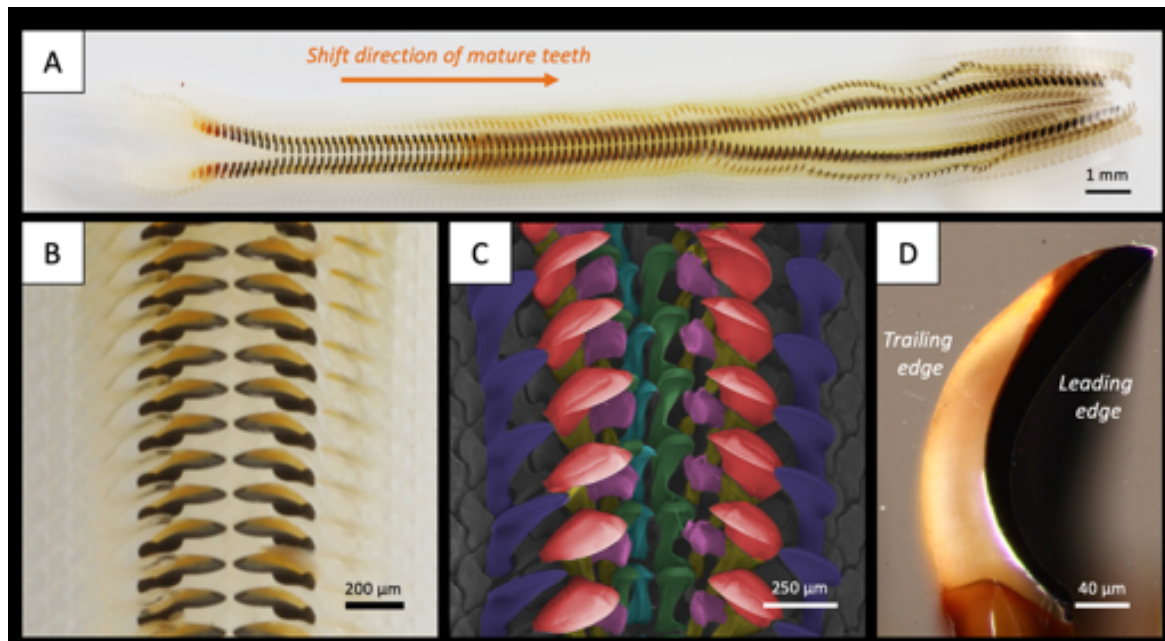 A
Shift direction of mature teeth
1 mm
B
200 µm
C
250 µm
D
Trailing
edge
Leading
edge
40 µm